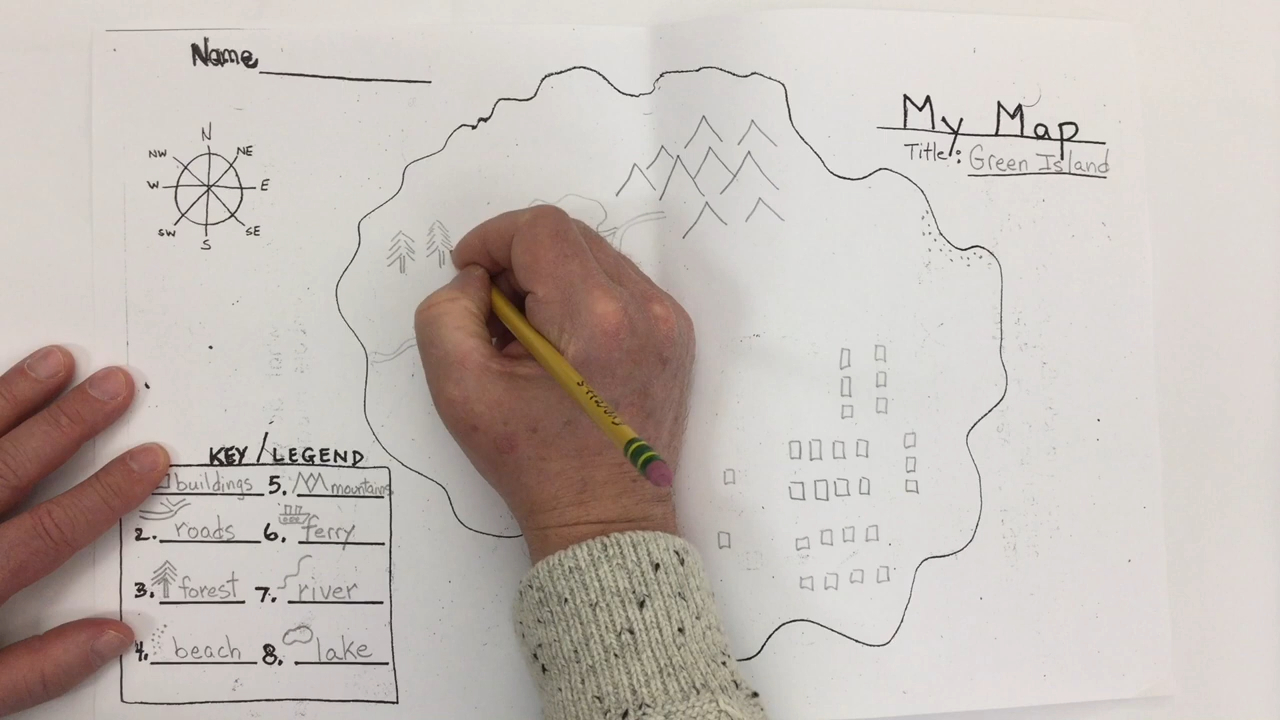 Name
My Map
Title: Green Island
N
NW NE
W E
SW SE
S
KEY/LEGEND
buildings 5. mountains
2. roads 6. ferry
3. forest 7. river
4. beach 8. lake